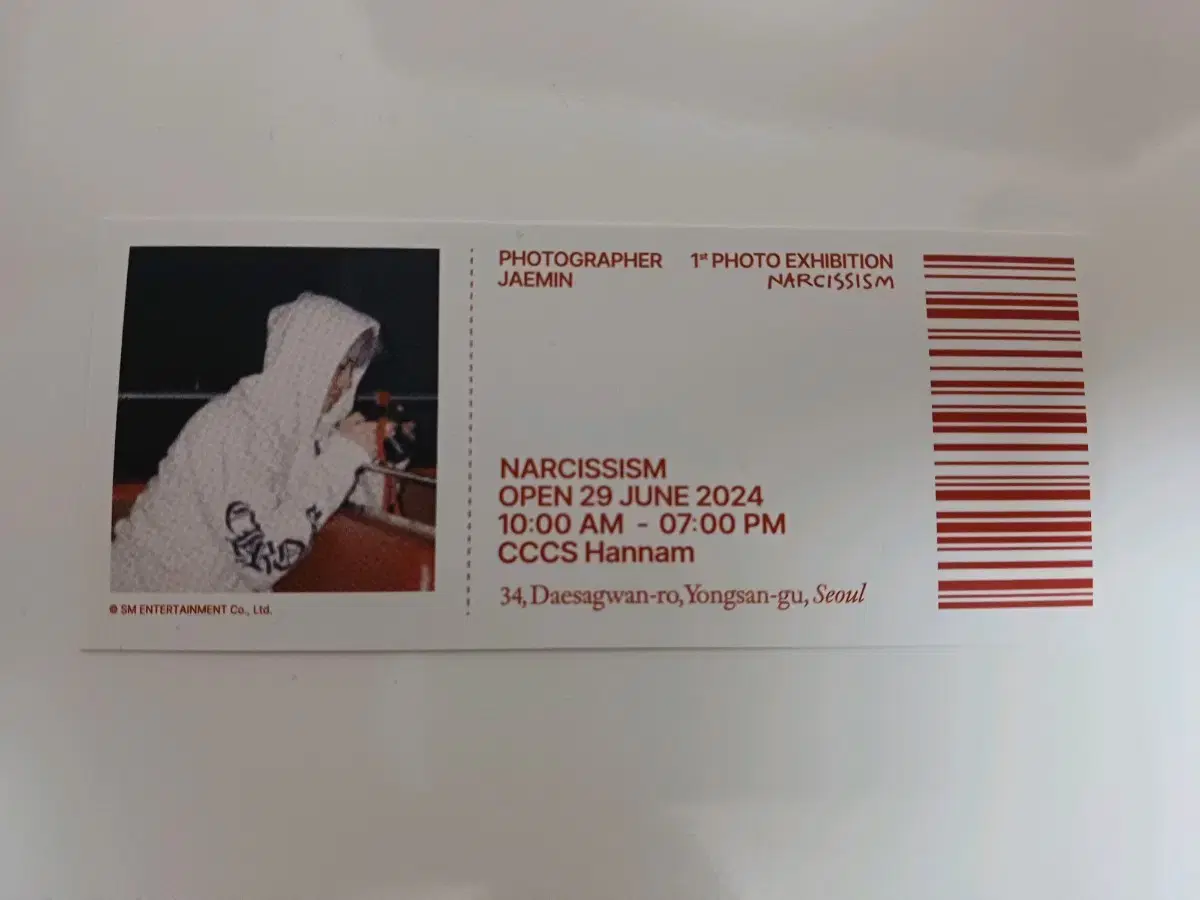 PHOTOGRAPHER
JAEMIN
1st PHOTO EXHIBITION
NARCISSISM
NARCISSISM
OPEN 29 JUNE 2024
10:00 AM - 07:00 PM
CCCS Hannam
34, Daesagwan-ro, Yongsan-gu, Seoul
© SM ENTERTAINMENT Co., Ltd.